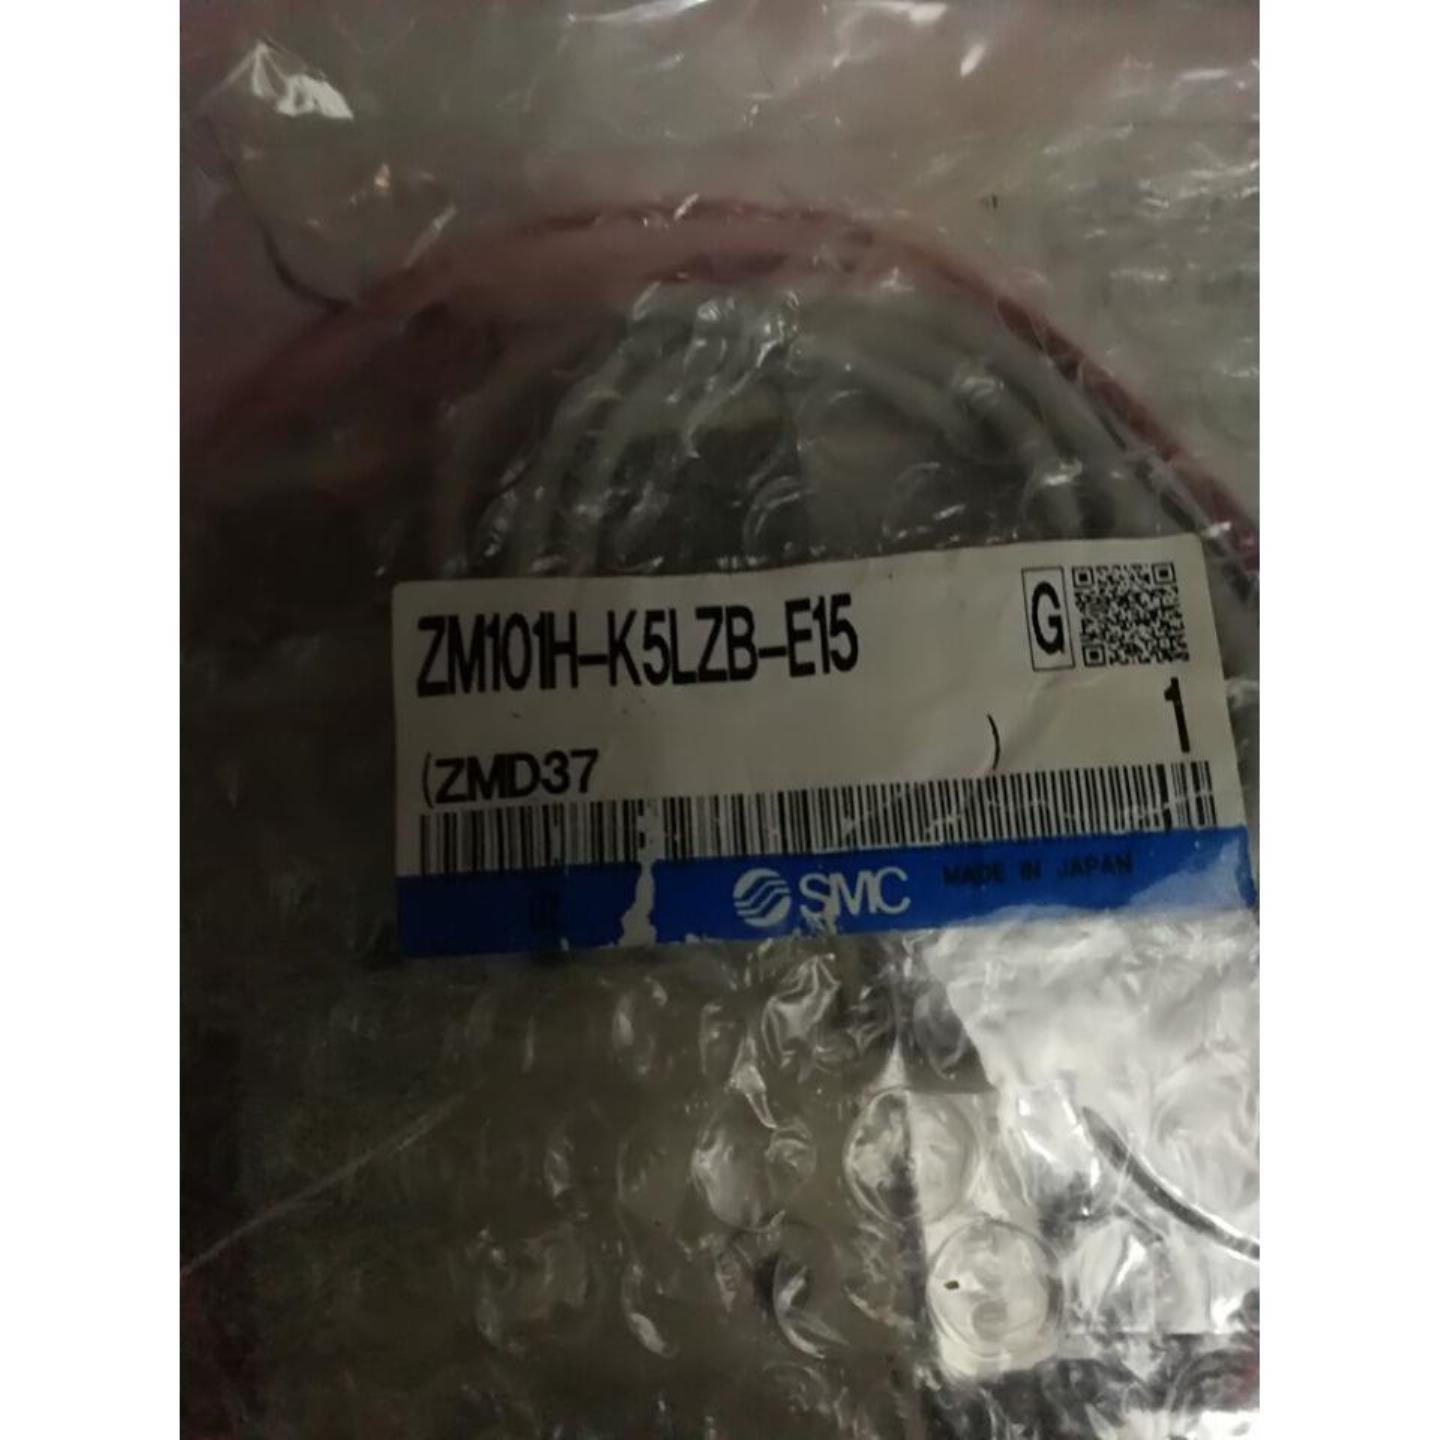 ZM101H-K5LZB-E15 G
1
(ZMD37 )
SMC MADE IN JAPAN